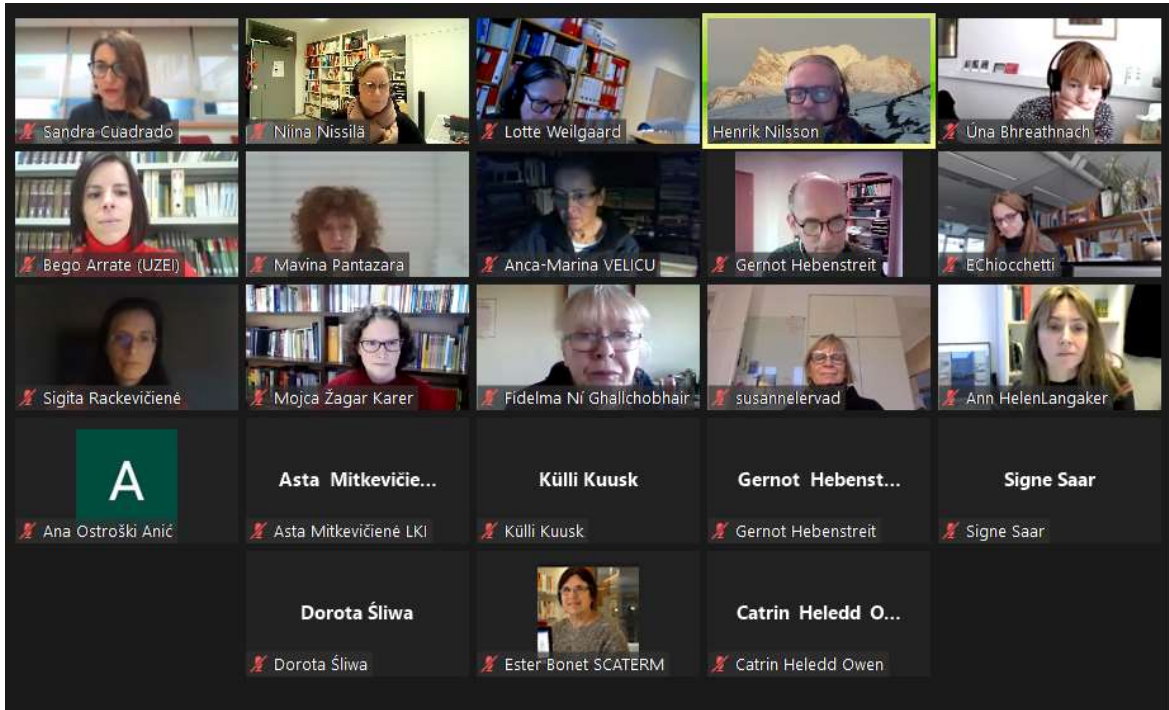 Sandra Cuadrado
Niina Nissilä
Lotte Weilgaard
Henrik Nilsson
Úna Bhreathnach
Bego Arrate (UZEI)
Mavina Pantazara
Anca-Marina VELICU
Gernot Hebenstreit
EChiocchetti
Sigita Rackevičienė
Mojca Žagar Karer
Fidelma Ní Ghallchobhair
susannelervad
Ann HelenLangaker
A
Asta Mitkevičie...
Külli Kuusk
Gernot Hebenst...
Signe Saar
Ana Ostroški Anić
Asta Mitkevičienė LKI
Külli Kuusk
Gernot Hebenstreit
Signe Saar
Dorota Śliwa
Catrin Heledd O...
Dorota Śliwa
Ester Bonet SCATERM
Catrin Heledd Owen